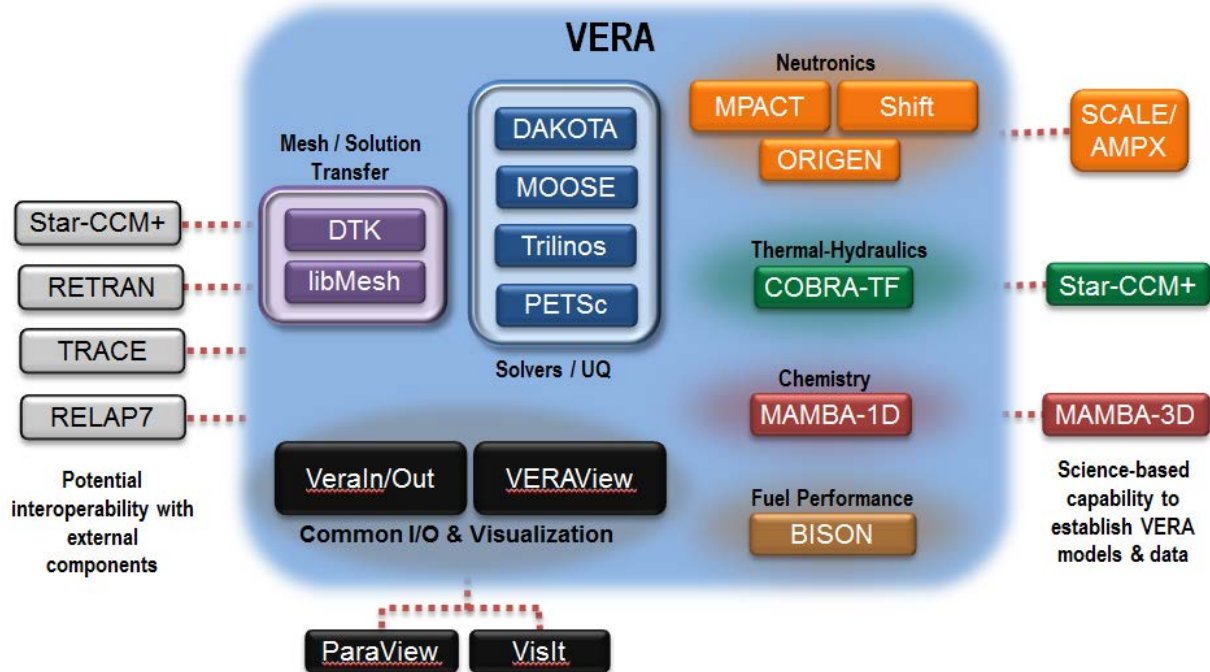 VERA
Mesh / Solution
Transfer
DTK
libMesh
DAKOTA
MOOSE
Trilinos
PETSc
Solvers / UQ
Neutronics
MPACT
Shift
ORIGEN
SCALE/
AMPX
Thermal-Hydraulics
COBRA-TF
Star-CCM+
Chemistry
MAMBA-1D
MAMBA-3D
Fuel Performance
BISON
Science-based
capability to
establish VERA
models & data
Star-CCM+
RETRAN
TRACE
RELAP7
Potential
interoperability with
external
components
VeraIn/Out
VERAView
Common I/O & Visualization
ParaView
VisIt